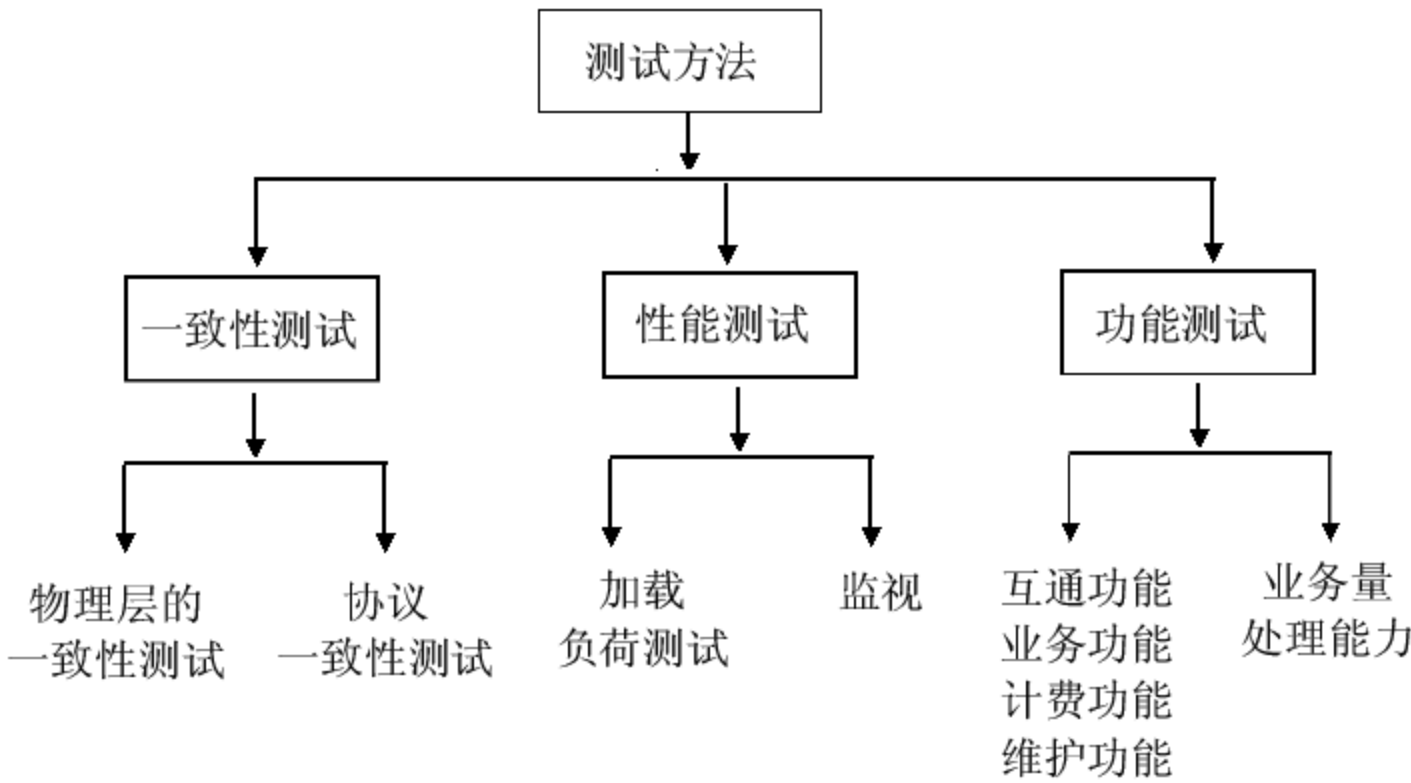 测试方法
一致性测试
性能测试
功能测试
物理层的
一致性测试
协议
一致性测试
加载
负荷测试
监视
互通功能
业务功能
计费功能
维护功能
业务量
处理能力